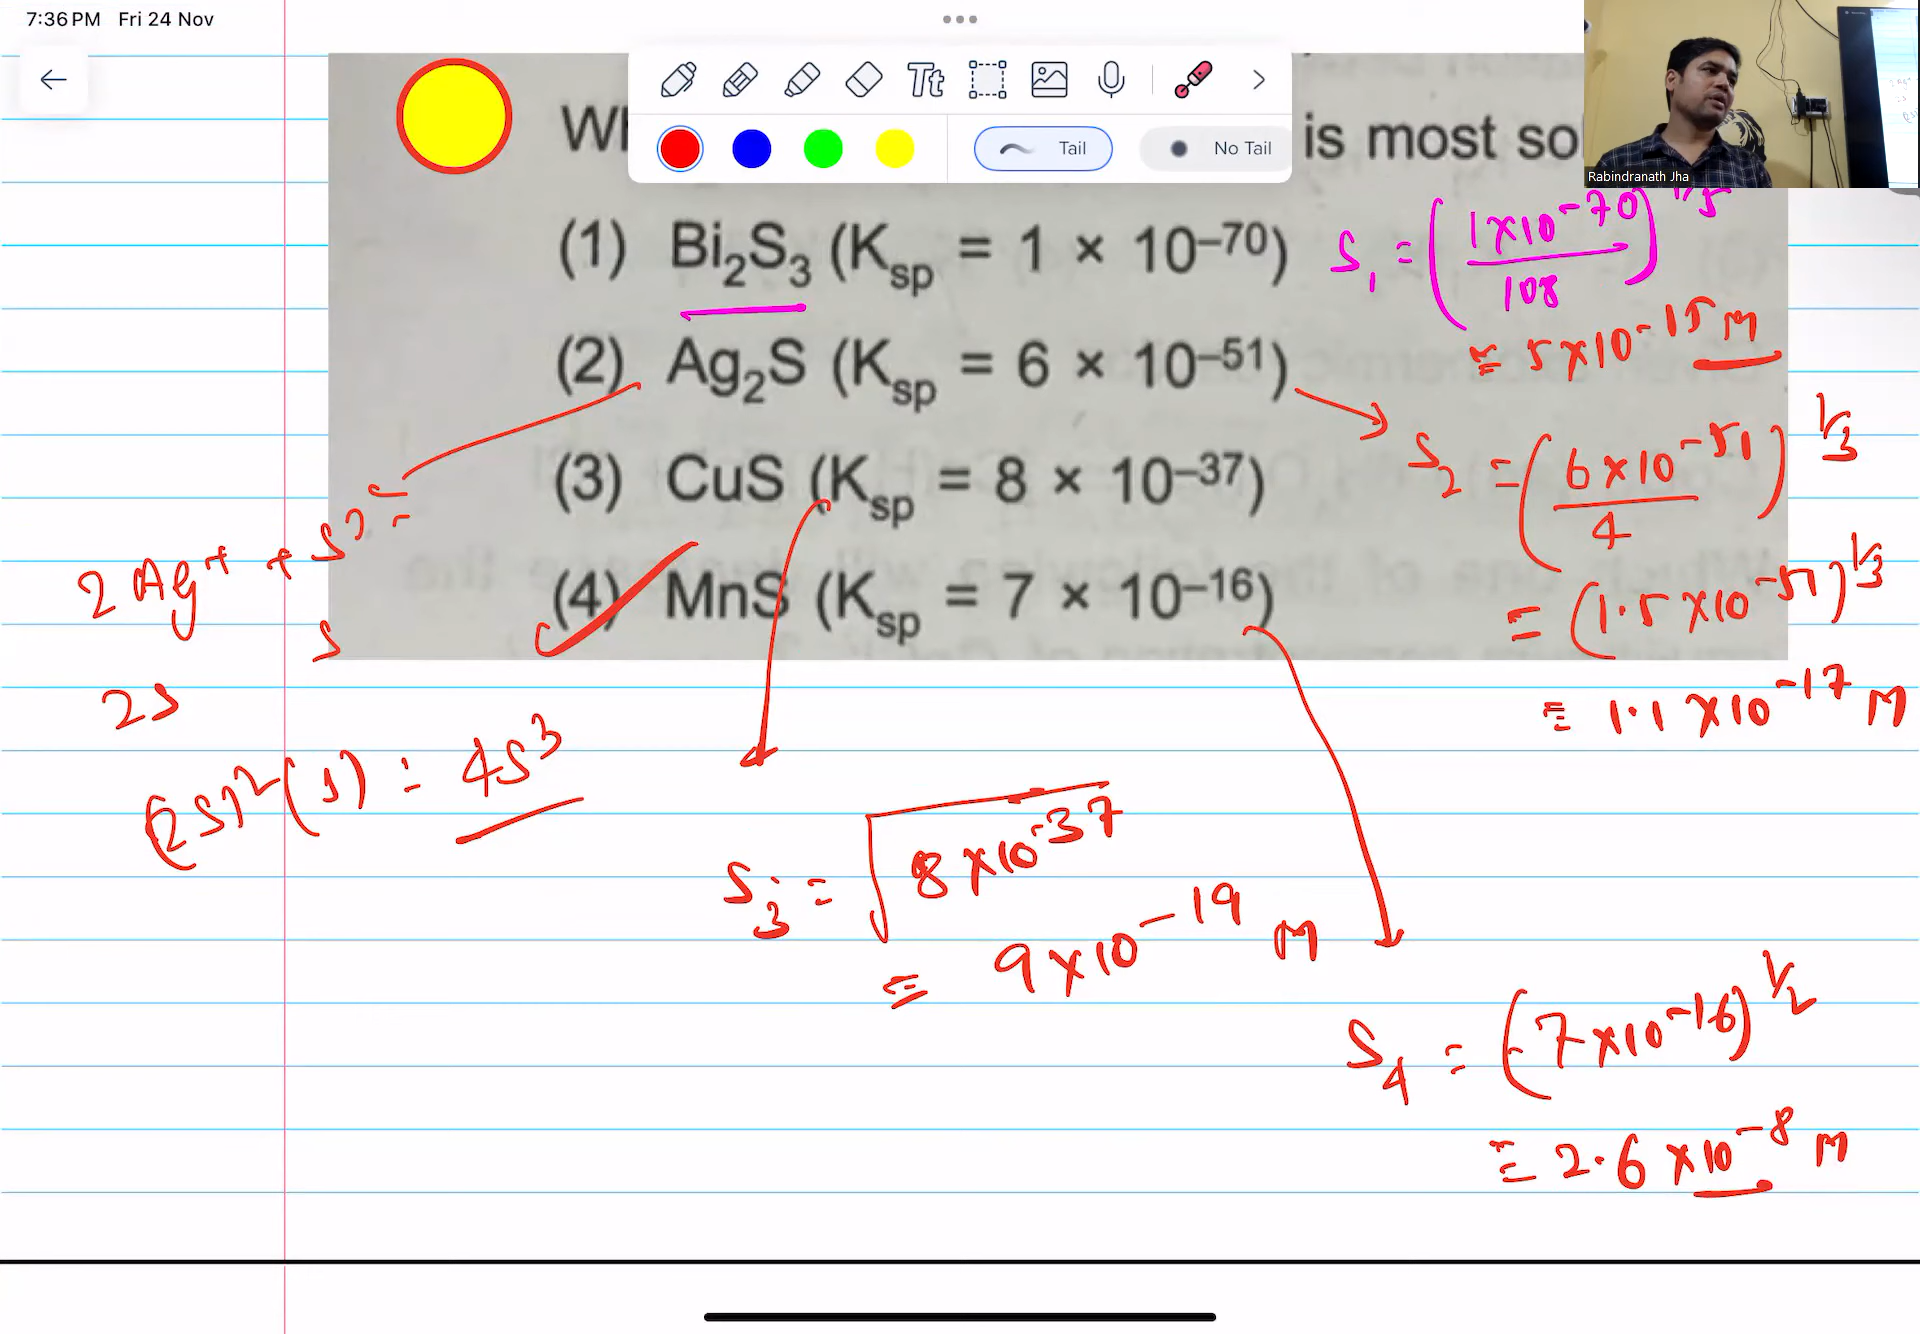 7:36 PM Fri 24 Nov
Tt
Tail
No Tail
is most so
Rabindranath Jha
(1) Bi₂S₃ (Ksp = 1 × 10⁻⁷⁰)
S₁ = (1×10⁻⁷⁰/108)^1/5
= 5×10⁻¹⁵ M
(2) Ag₂S (Ksp = 6 × 10⁻⁵¹)
S₂ = (6×10⁻⁵¹/4)^1/3
= (1.5×10⁻⁵¹)^1/3
= 1.1×10⁻¹⁷ M
(3) CuS (Ksp = 8 × 10⁻³⁷)
(4) MnS (Ksp = 7 × 10⁻¹⁶)
2Ag⁺ + S²⁻
2s s
(2s)²(s) = 4s³
S₃ = √8×10⁻³⁷
= 9×10⁻¹⁹ M
S₄ = (7×10⁻¹⁶)^1/2
= 2.6×10⁻⁸ M